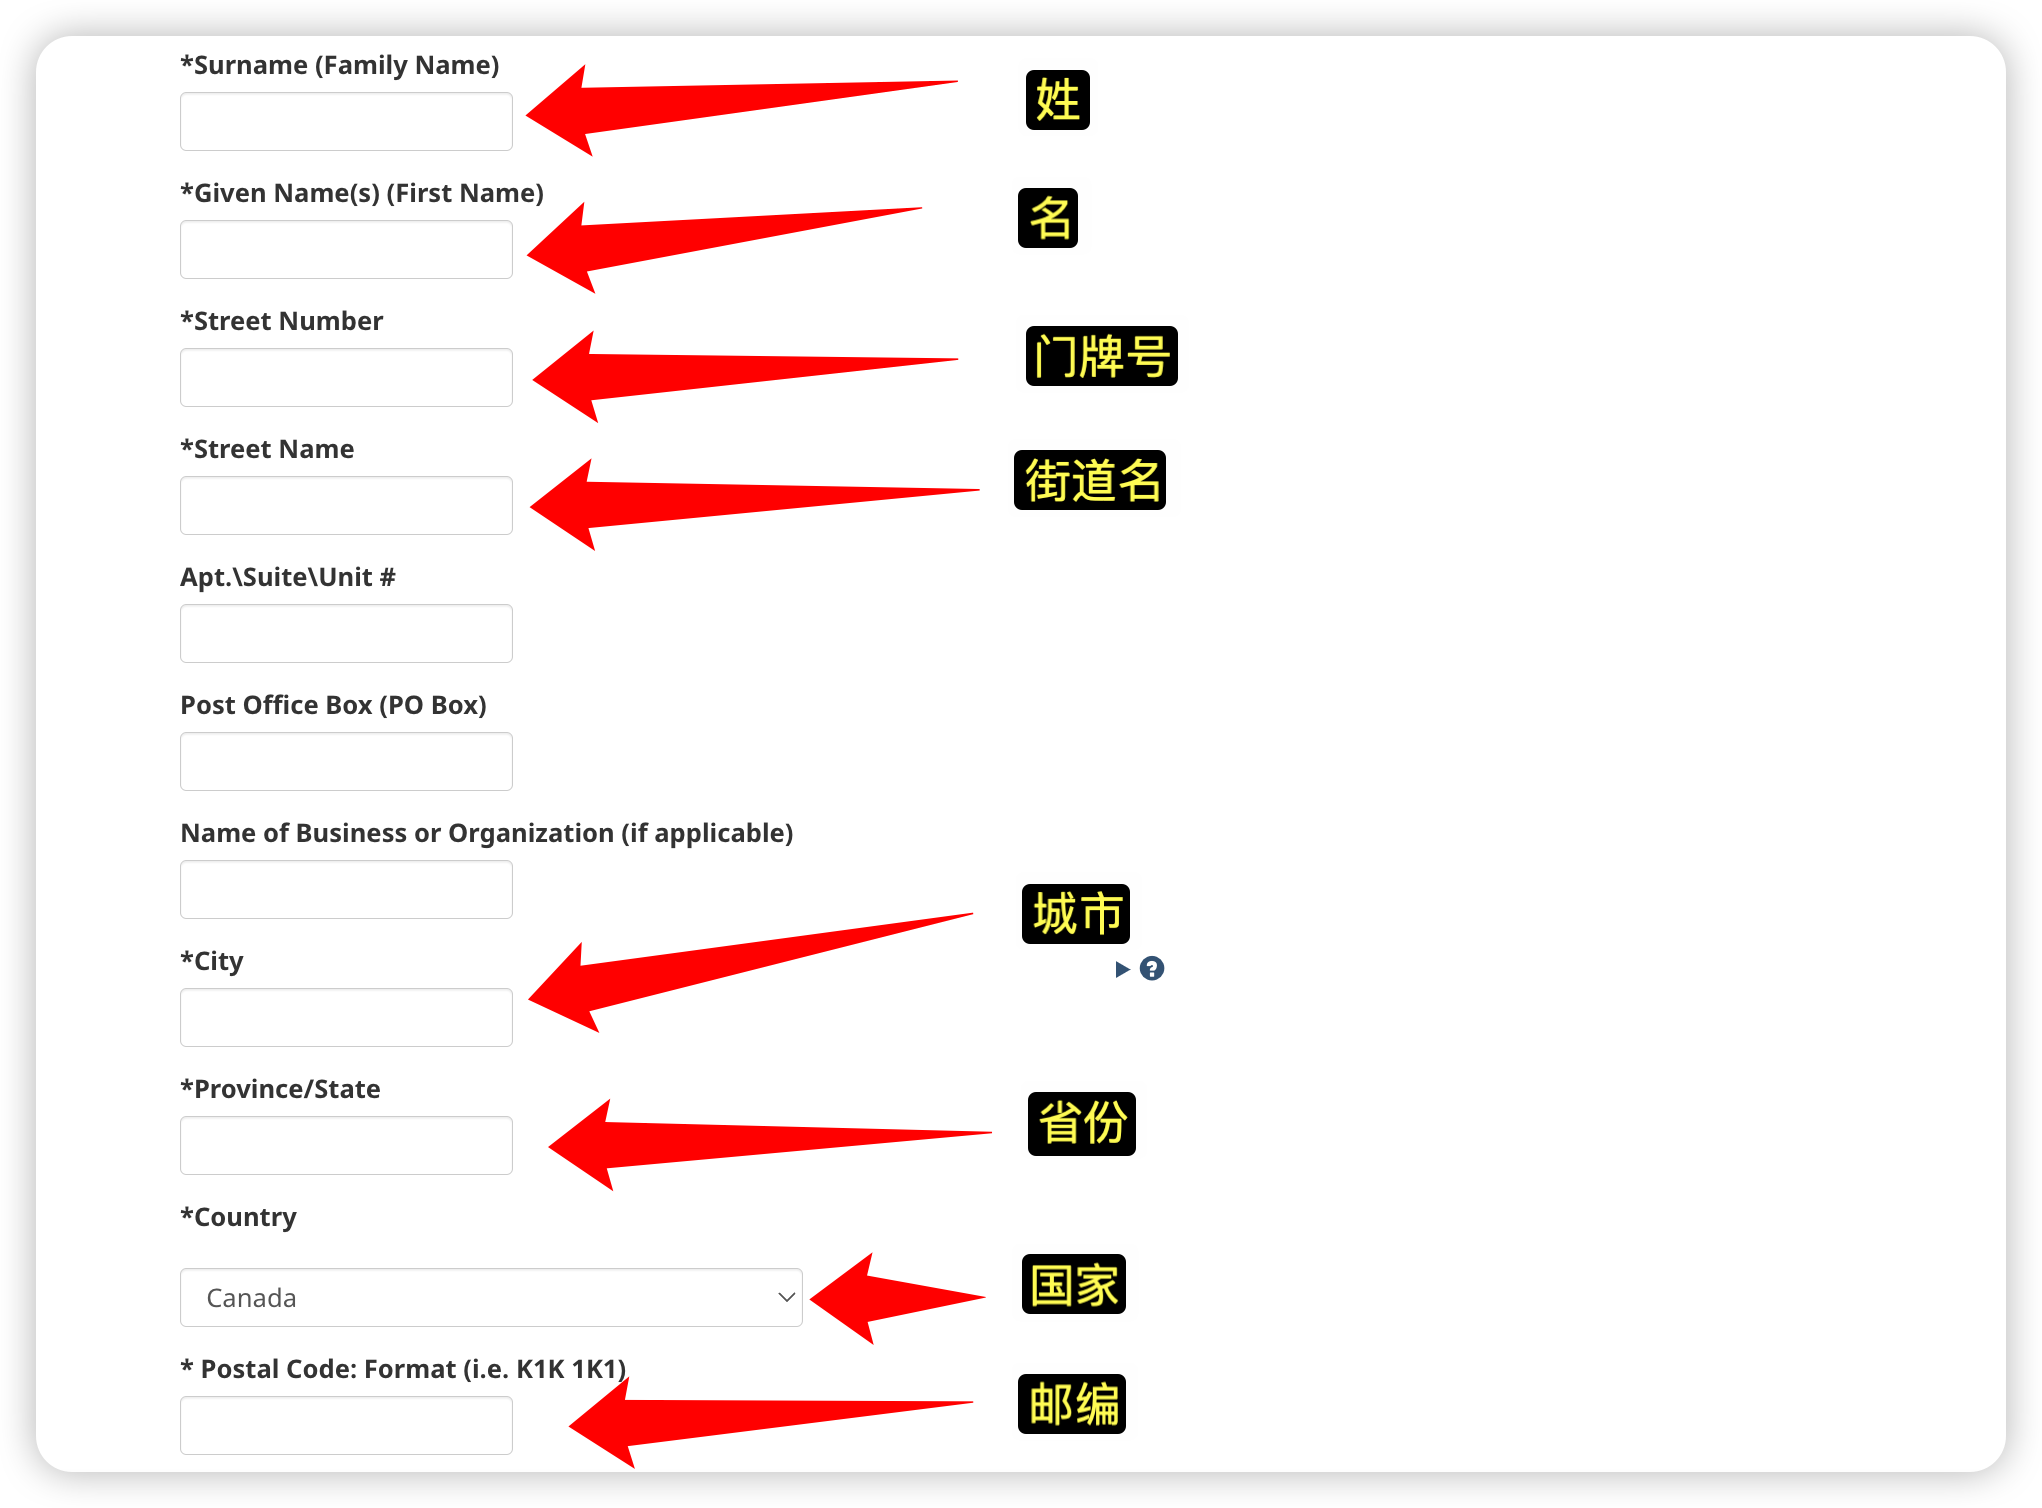 *Surname (Family Name)
姓
*Given Name(s) (First Name)
名
*Street Number
门牌号
*Street Name
街道名
Apt.\Suite\Unit #
Post Office Box (PO Box)
Name of Business or Organization (if applicable)
城市
*City
?
*Province/State
省份
*Country
Canada
国家
* Postal Code: Format (i.e. K1K 1K1)
邮编